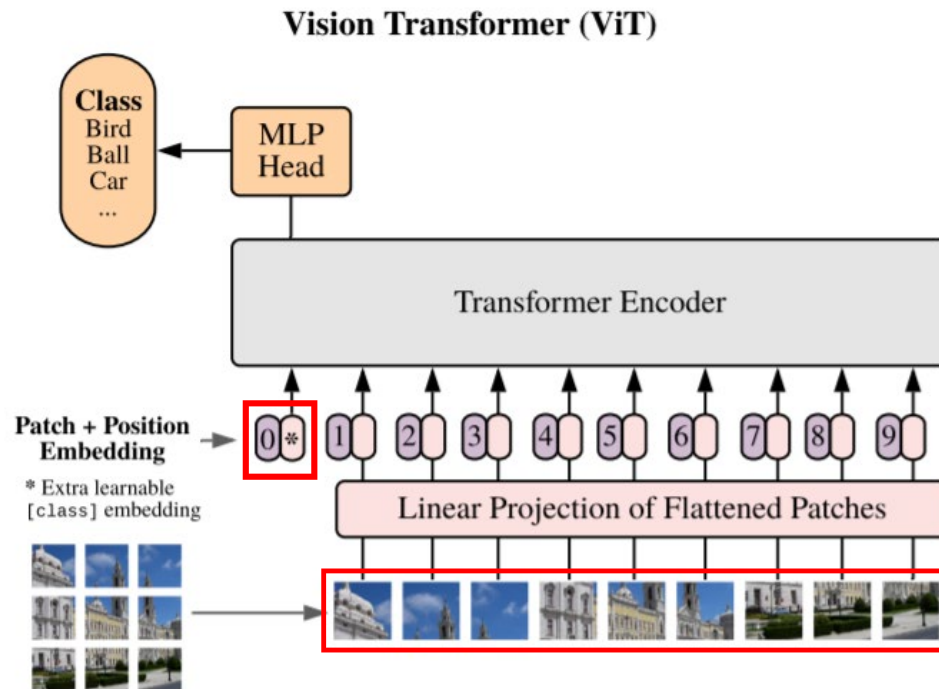 Vision Transformer (ViT)
Class
Bird
Ball
Car
...
MLP
Head
Transformer Encoder
Patch + Position
Embedding
* Extra learnable
[class] embedding
0 * 1 2 3 4 5 6 7 8 9
Linear Projection of Flattened Patches